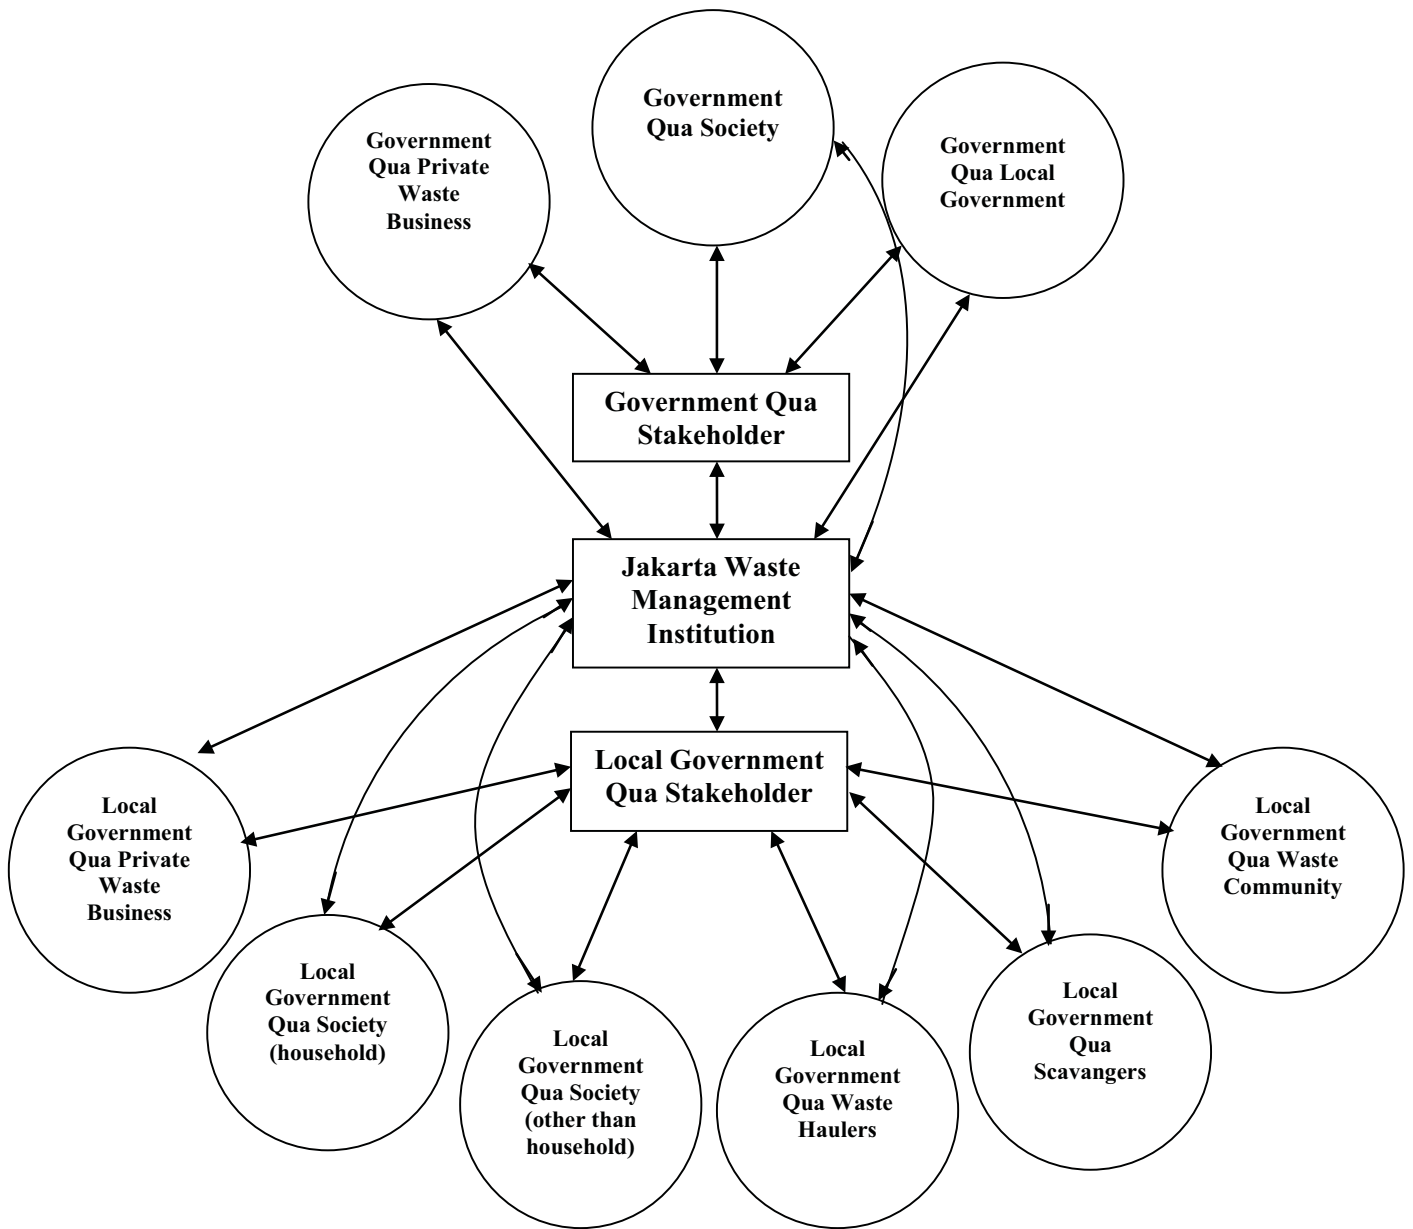 Government
Qua Society
Government
Qua Private
Waste
Business
Government
Qua Local
Government
Government Qua
Stakeholder
Jakarta Waste
Management
Institution
Local Government
Qua Stakeholder
Local
Government
Qua Private
Waste
Business
Local
Government
Qua Society
(household)
Local
Government
Qua Society
(other than
household)
Local
Government
Qua Waste
Haulers
Local
Government
Qua
Scavangers
Local
Government
Qua Waste
Community